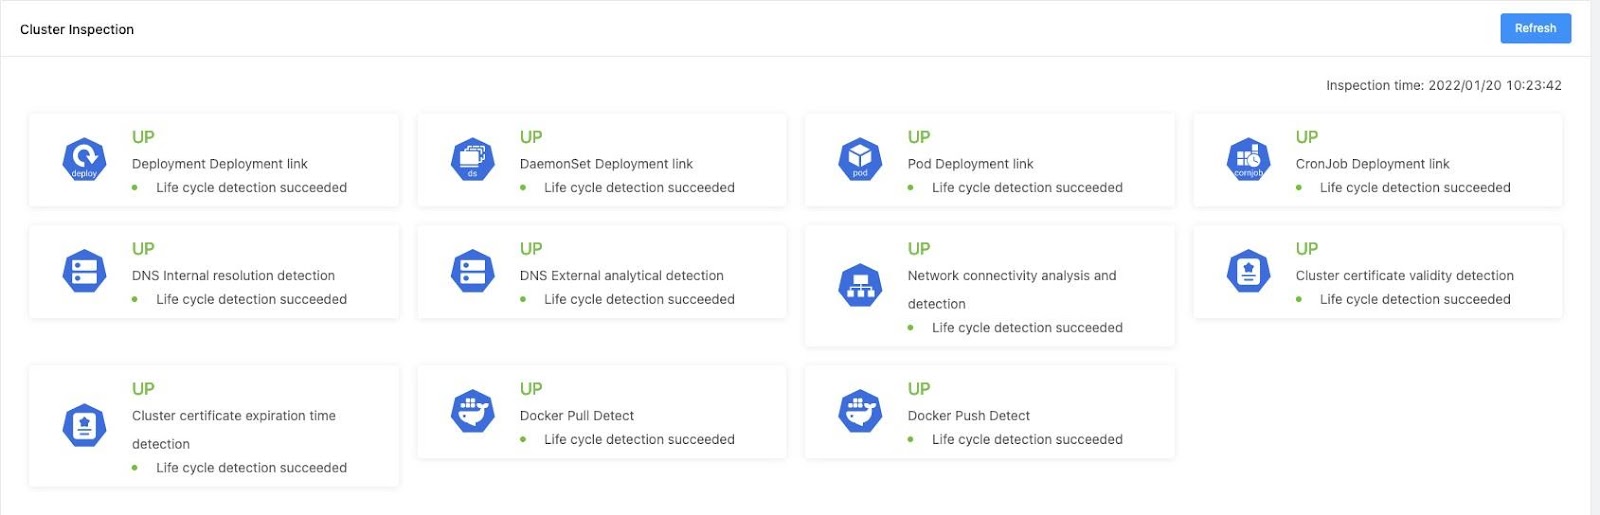 Cluster Inspection
Refresh
Inspection time: 2022/01/20 10:23:42
deploy
UP
Deployment Deployment link
Life cycle detection succeeded
ds
UP
DaemonSet Deployment link
Life cycle detection succeeded
pod
UP
Pod Deployment link
Life cycle detection succeeded
cornjob
UP
CronJob Deployment link
Life cycle detection succeeded
UP
DNS Internal resolution detection
Life cycle detection succeeded
UP
DNS External analytical detection
Life cycle detection succeeded
UP
Network connectivity analysis and
detection
Life cycle detection succeeded
UP
Cluster certificate validity detection
Life cycle detection succeeded
UP
Cluster certificate expiration time
detection
Life cycle detection succeeded
UP
Docker Pull Detect
Life cycle detection succeeded
UP
Docker Push Detect
Life cycle detection succeeded